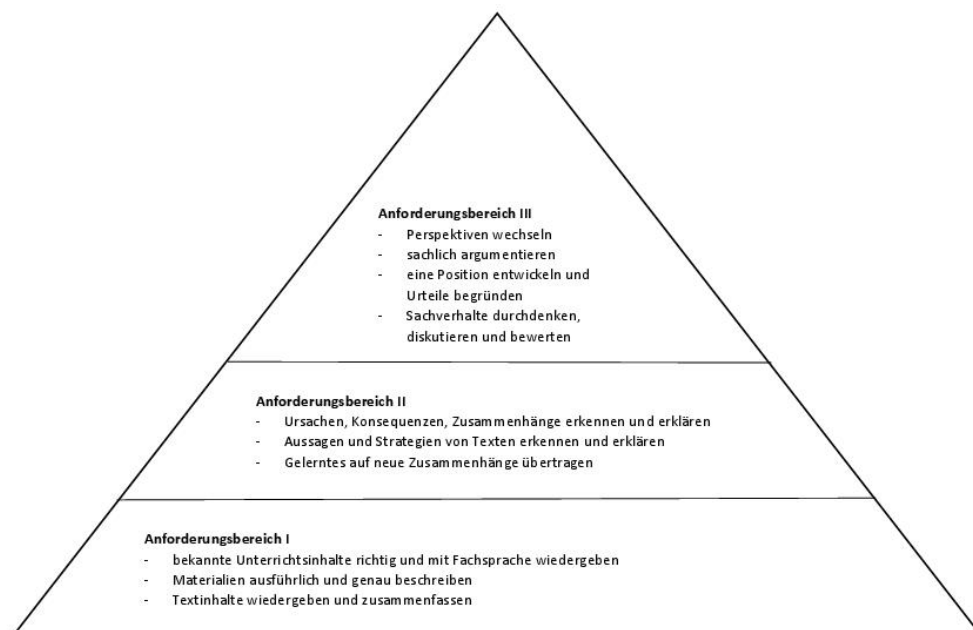 Anforderungsbereich III
- Perspektiven wechseln
- sachlich argumentieren
- eine Position entwickeln und
Urteile begründen
- Sachverhalte durchdenken,
diskutieren und bewerten
Anforderungsbereich II
- Ursachen, Konsequenzen, Zusammenhänge erkennen und erklären
- Aussagen und Strategien von Texten erkennen und erklären
- Gelerntes auf neue Zusammenhänge übertragen
Anforderungsbereich I
- bekannte Unterrichtsinhalte richtig und mit Fachsprache wiedergeben
- Materialien ausführlich und genau beschreiben
- Textinhalte wiedergeben und zusammenfassen